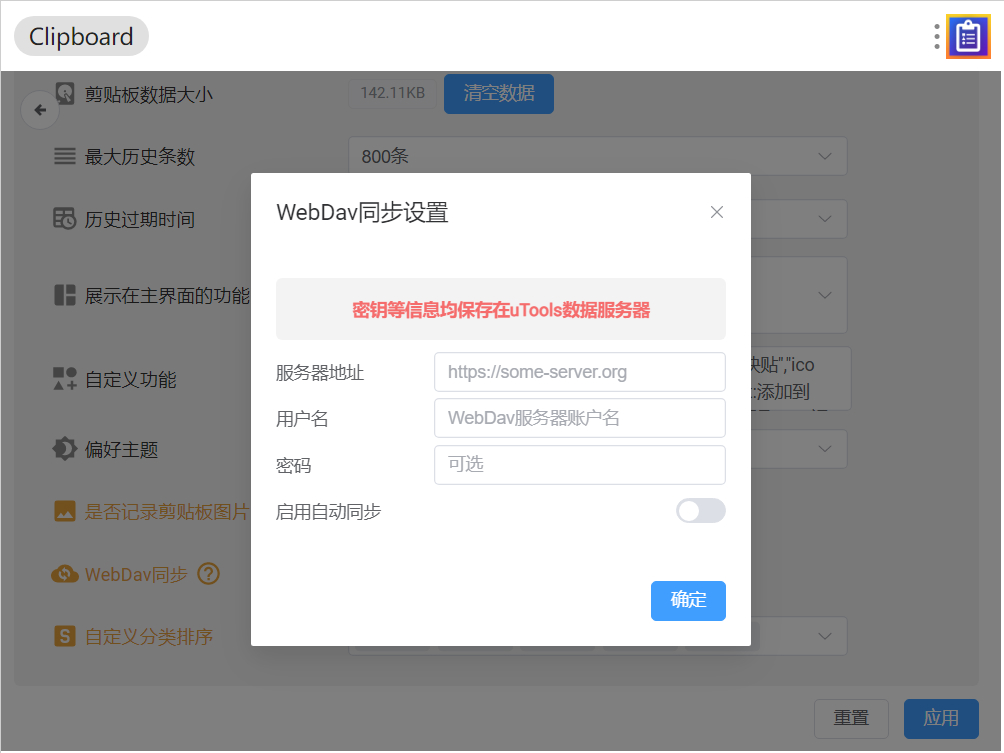 Clipboard
剪贴板数据大小
142.11KB
清空数据
最大历史条数
800条
历史过期时间
展示在主界面的功能
自定义功能
快贴","ico
:添加到
偏好主题
是否记录剪贴板图片
WebDav同步
自定义分类排序
WebDav同步设置
密钥等信息均保存在uTools数据服务器
服务器地址
https://some-server.org
用户名
WebDav服务器账户名
密码
可选
启用自动同步
确定
重置
应用